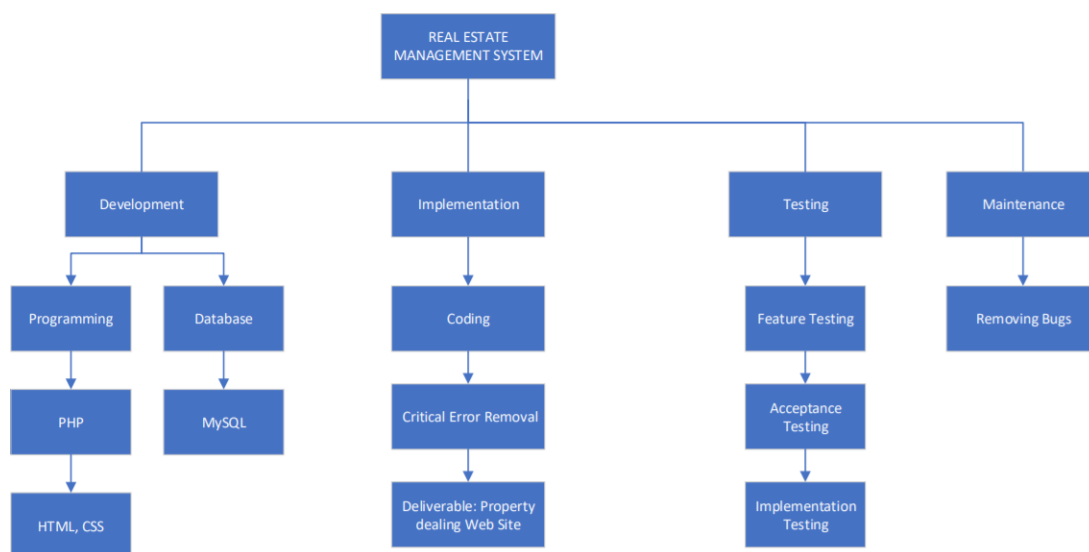 REAL ESTATE
MANAGEMENT SYSTEM
Development
Implementation
Testing
Maintenance
Programming
Database
Coding
Feature Testing
Removing Bugs
PHP
MySQL
Critical Error Removal
Acceptance
Testing
HTML, CSS
Deliverable: Property
dealing Web Site
Implementation
Testing